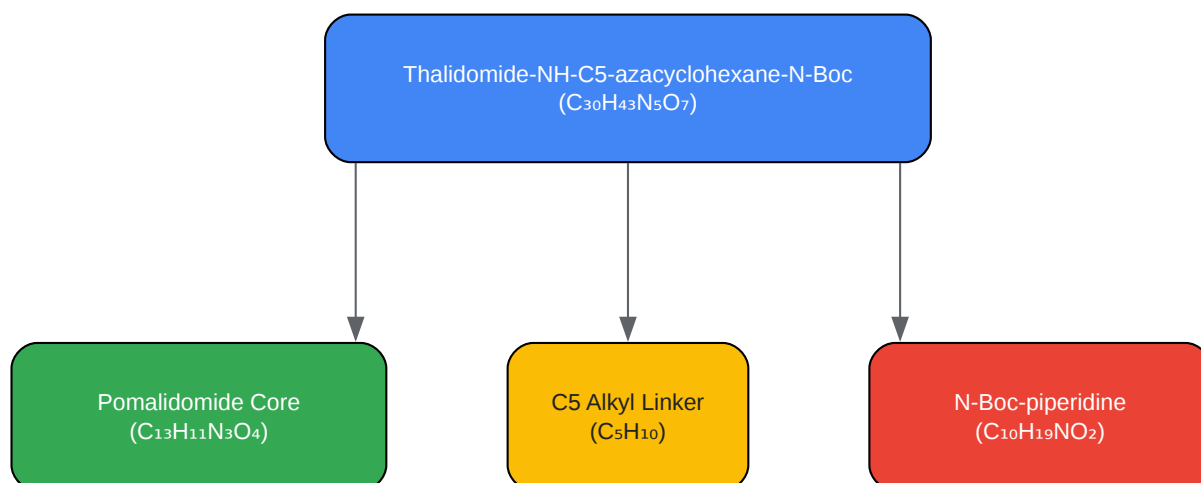 Thalidomide-NH-C5-azacyclohexane-N-Boc
(C₃₀H₄₃N₅O₇)
Pomalidomide Core
(C₁₃H₁₁N₃O₄)
C5 Alkyl Linker
(C₅H₁₀)
N-Boc-piperidine
(C₁₀H₁₉NO₂)